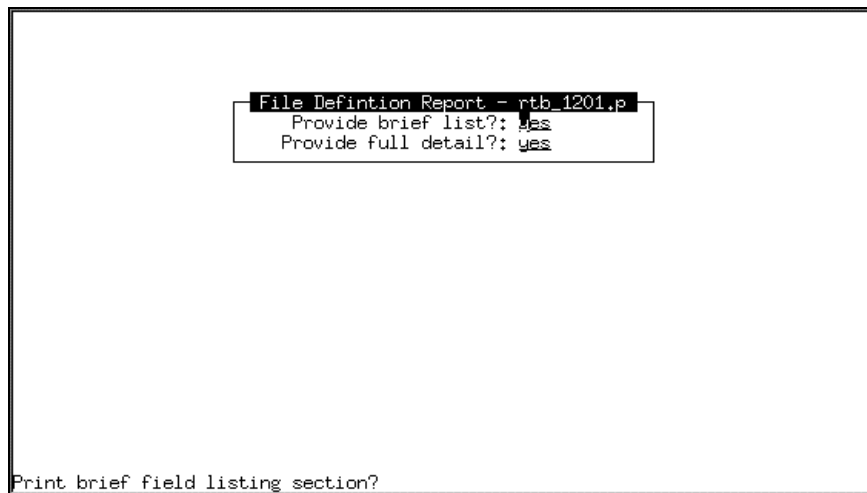 File Defintion Report - rtb_1201.p
Provide brief list?: yes
Provide full detail?: yes
Print brief field listing section?